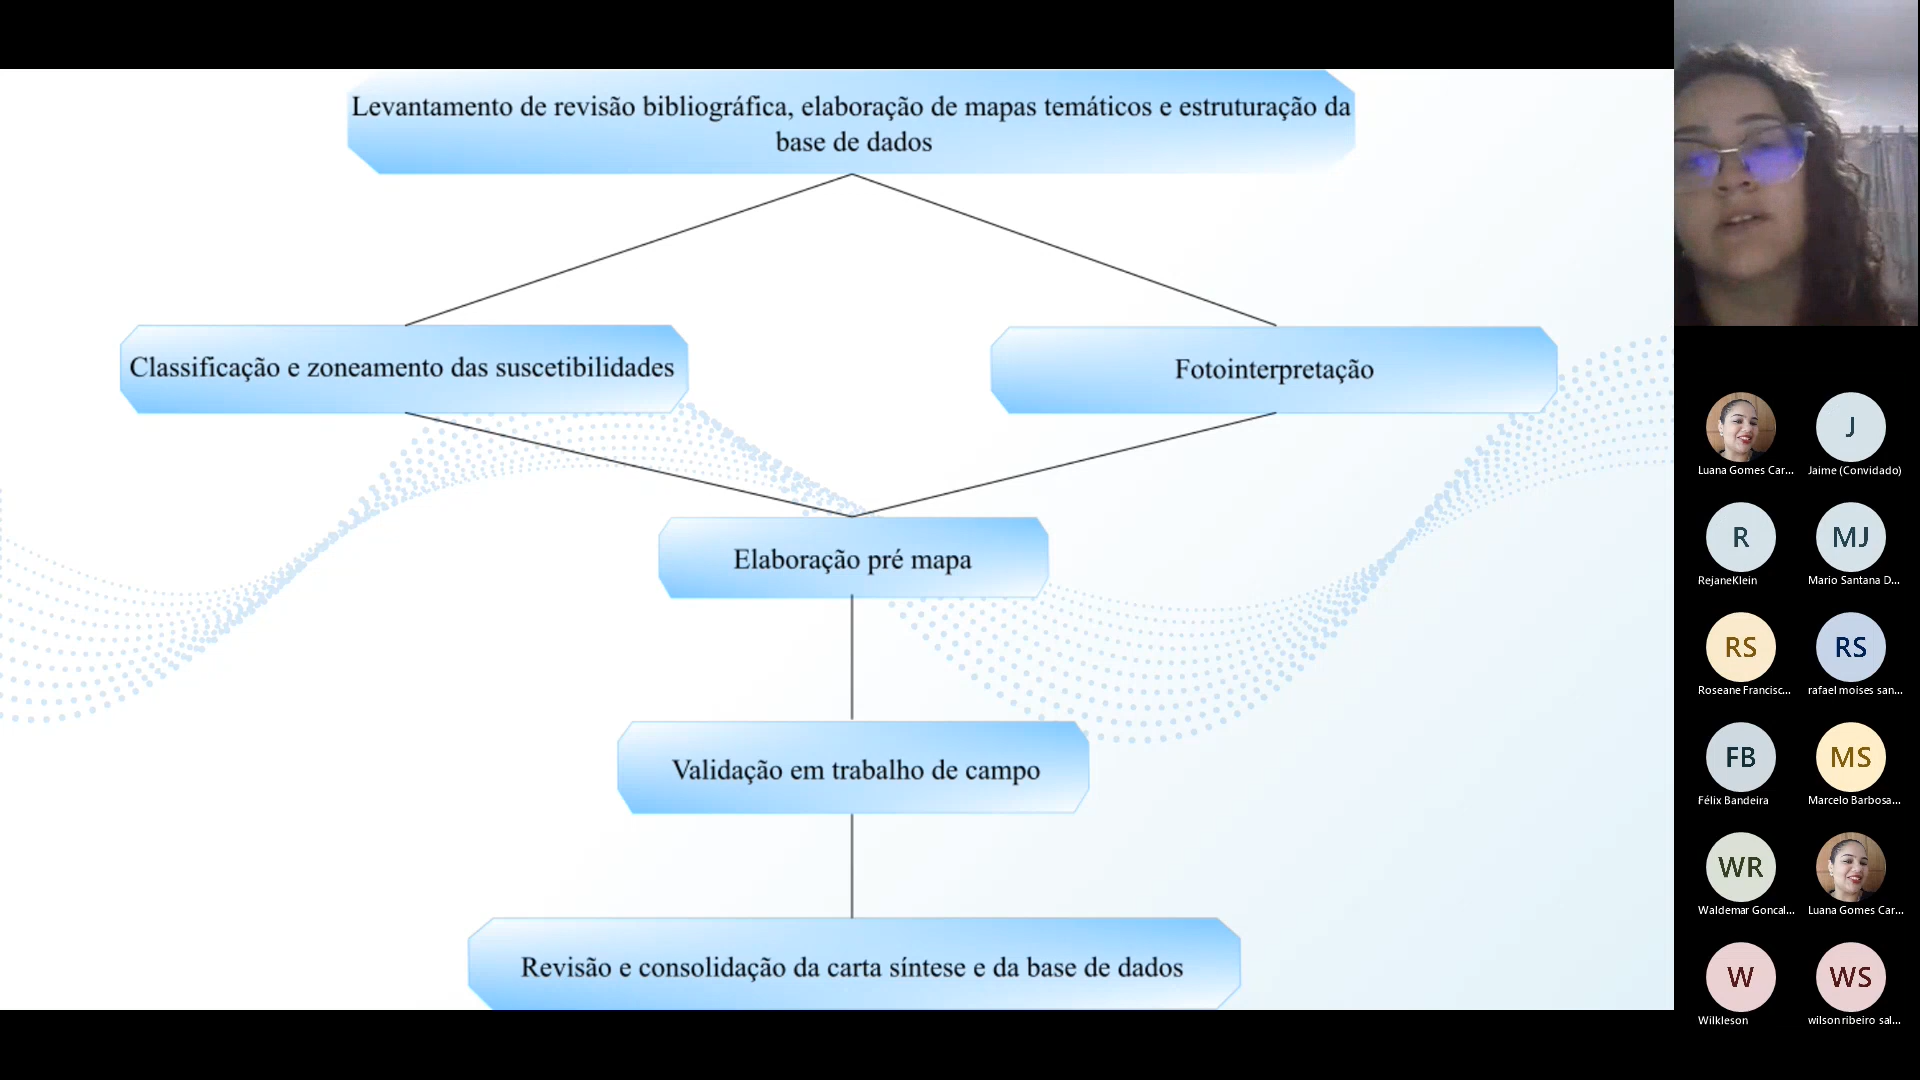 Levantamento de revisão bibliográfica, elaboração de mapas temáticos e estruturação da
base de dados
Classificação e zoneamento das suscetibilidades
Fotointerpretação
Elaboração pré mapa
Validação em trabalho de campo
Revisão e consolidação da carta síntese e da base de dados
J
Luana Gomes Car...
Jaime (Convidado)
R
MJ
RejaneKlein
Mario Santana D...
RS
RS
Roseane Francisc...
rafael moises san...
FB
MS
Félix Bandeira
Marcelo Barbosa...
WR
Waldemar Goncal...
Luana Gomes Car...
W
WS
Wilkleson
wilson ribeiro sal...